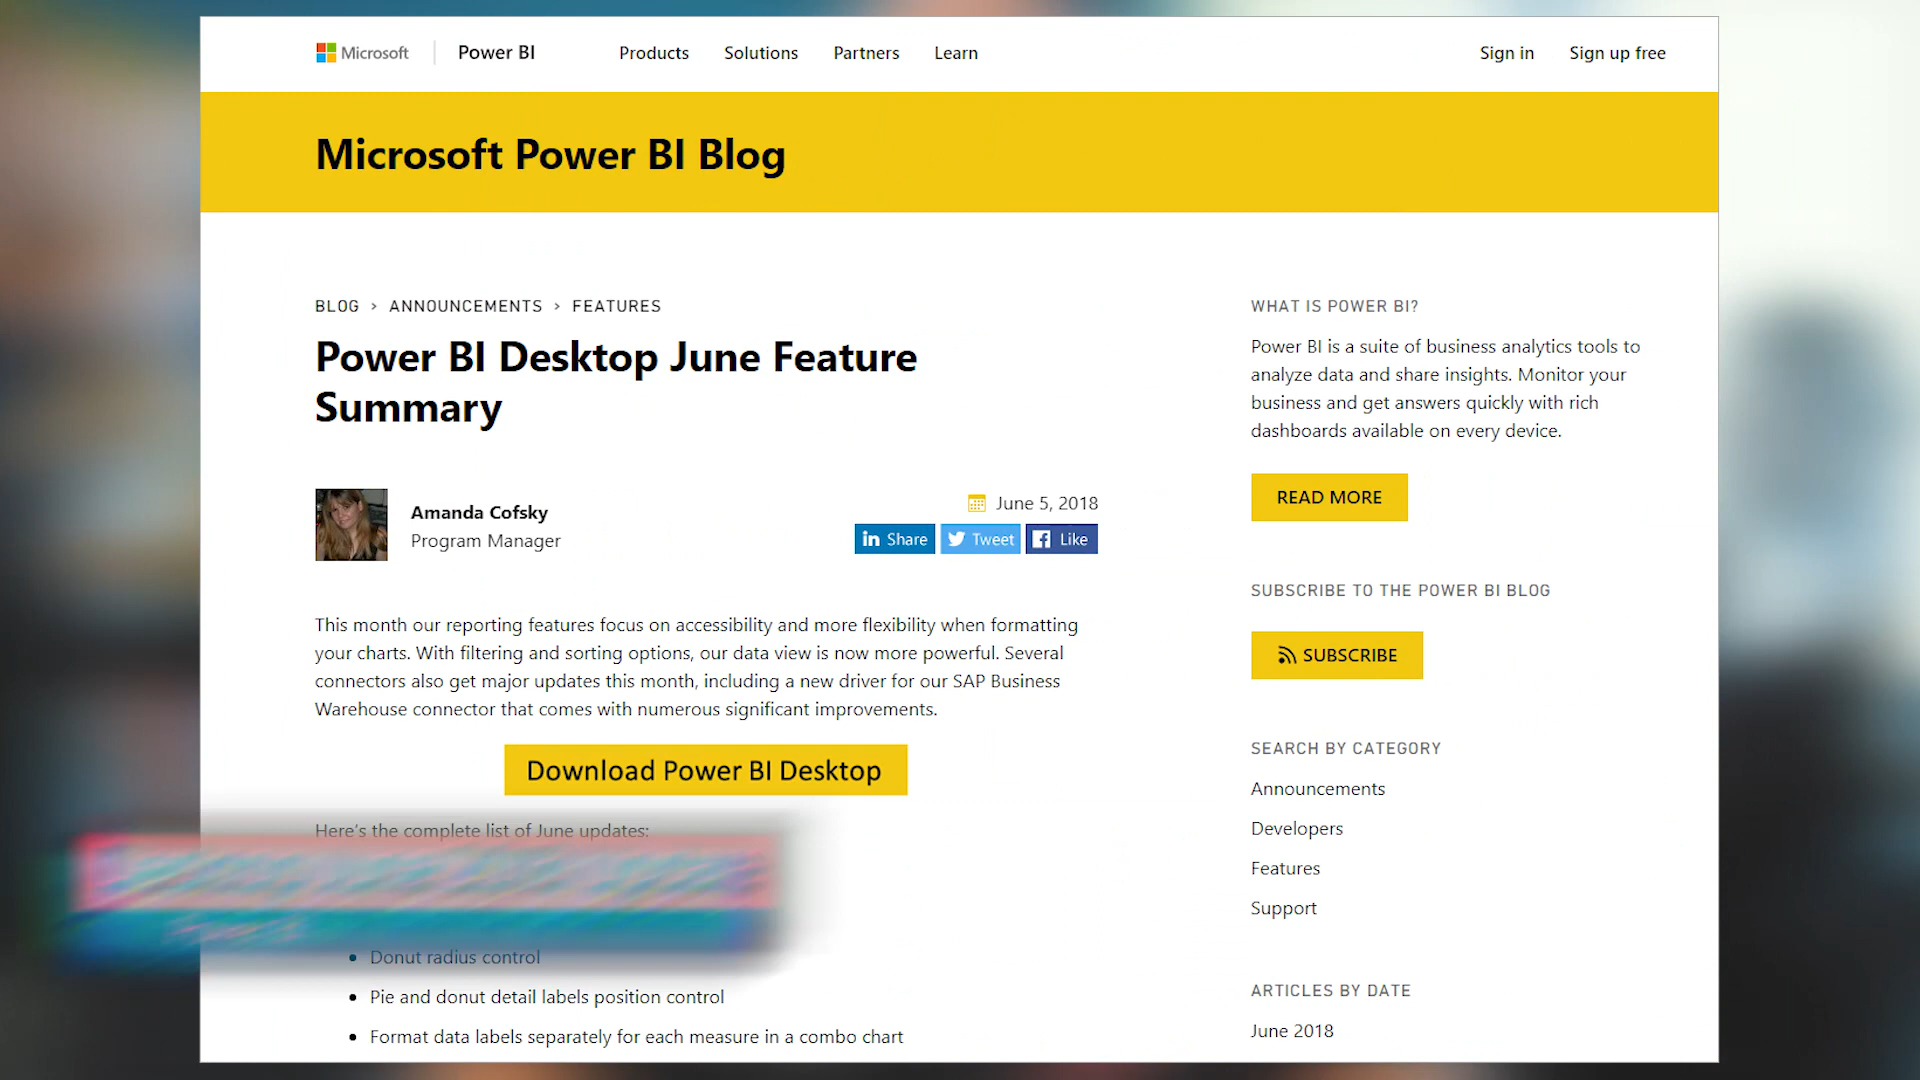 Microsoft Power BI Products Solutions Partners Learn Sign in Sign up free
Microsoft Power BI Blog
BLOG > ANNOUNCEMENTS > FEATURES
Power BI Desktop June Feature
Summary
Amanda Cofsky
Program Manager
June 5, 2018
in Share Tweet Like
This month our reporting features focus on accessibility and more flexibility when formatting
your charts. With filtering and sorting options, our data view is now more powerful. Several
connectors also get major updates this month, including a new driver for our SAP Business
Warehouse connector that comes with numerous significant improvements.
Download Power BI Desktop
Here's the complete list of June updates:
• Donut radius control
• Pie and donut detail labels position control
• Format data labels separately for each measure in a combo chart
WHAT IS POWER BI?
Power BI is a suite of business analytics tools to
analyze data and share insights. Monitor your
business and get answers quickly with rich
dashboards available on every device.
READ MORE
SUBSCRIBE TO THE POWER BI BLOG
SUBSCRIBE
SEARCH BY CATEGORY
Announcements
Developers
Features
Support
ARTICLES BY DATE
June 2018